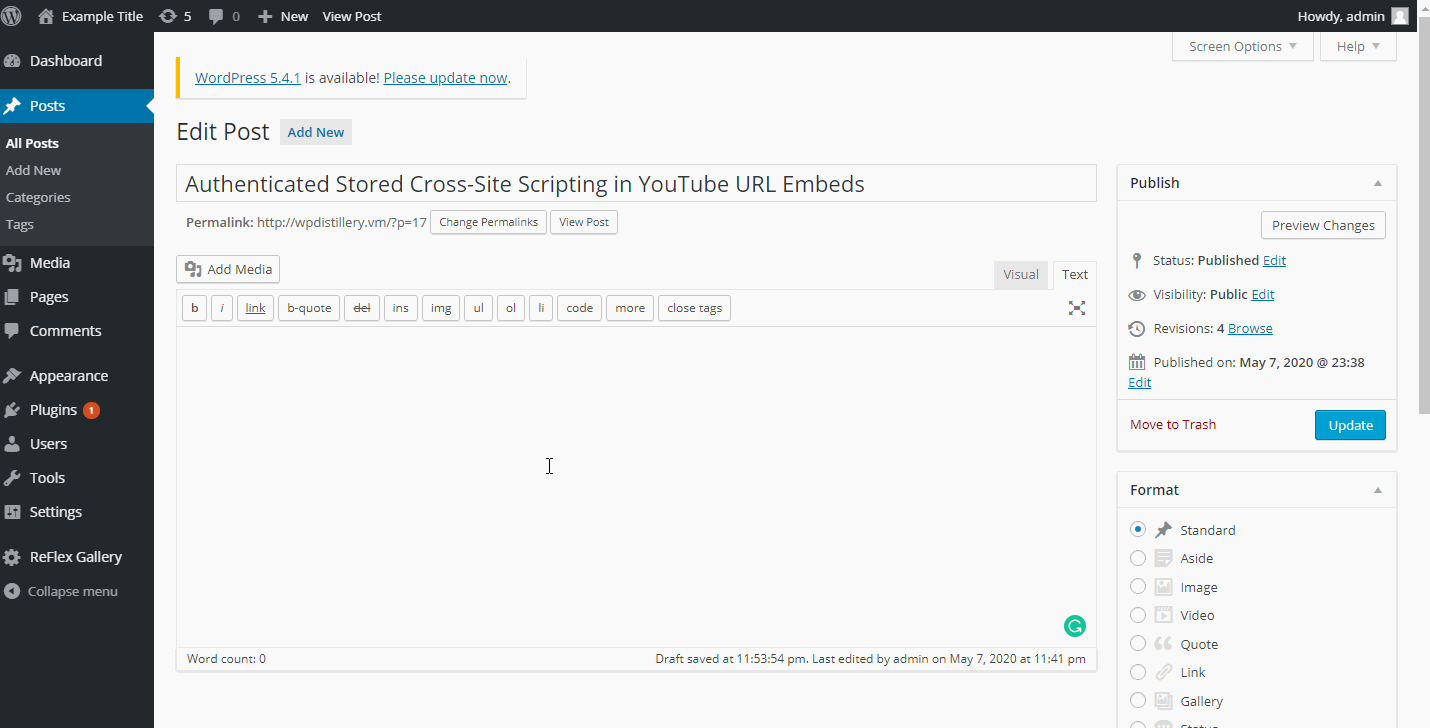 Example Title 5 0 New View Post Howdy, admin
Dashboard
Posts
All Posts
Add New
Categories
Tags
Media
Pages
Comments
Appearance
Plugins 1
Users
Tools
Settings
ReFlex Gallery
Collapse menu
Screen Options Help
WordPress 5.4.1 is available! Please update now.
Edit Post Add New
Authenticated Stored Cross-Site Scripting in YouTube URL Embeds
Permalink: http://wpdistillery.vm/?p=17 Change Permalinks View Post
Add Media
Visual Text
b i link b-quote del ins img ul ol li code more close tags
Word count: 0 Draft saved at 11:53:54 pm. Last edited by admin on May 7, 2020 at 11:41 pm
Publish
Preview Changes
Status: Published Edit
Visibility: Public Edit
Revisions: 4 Browse
Published on: May 7, 2020 @ 23:38
Edit
Move to Trash Update
Format
Standard
Aside
Image
Video
Quote
Link
Gallery